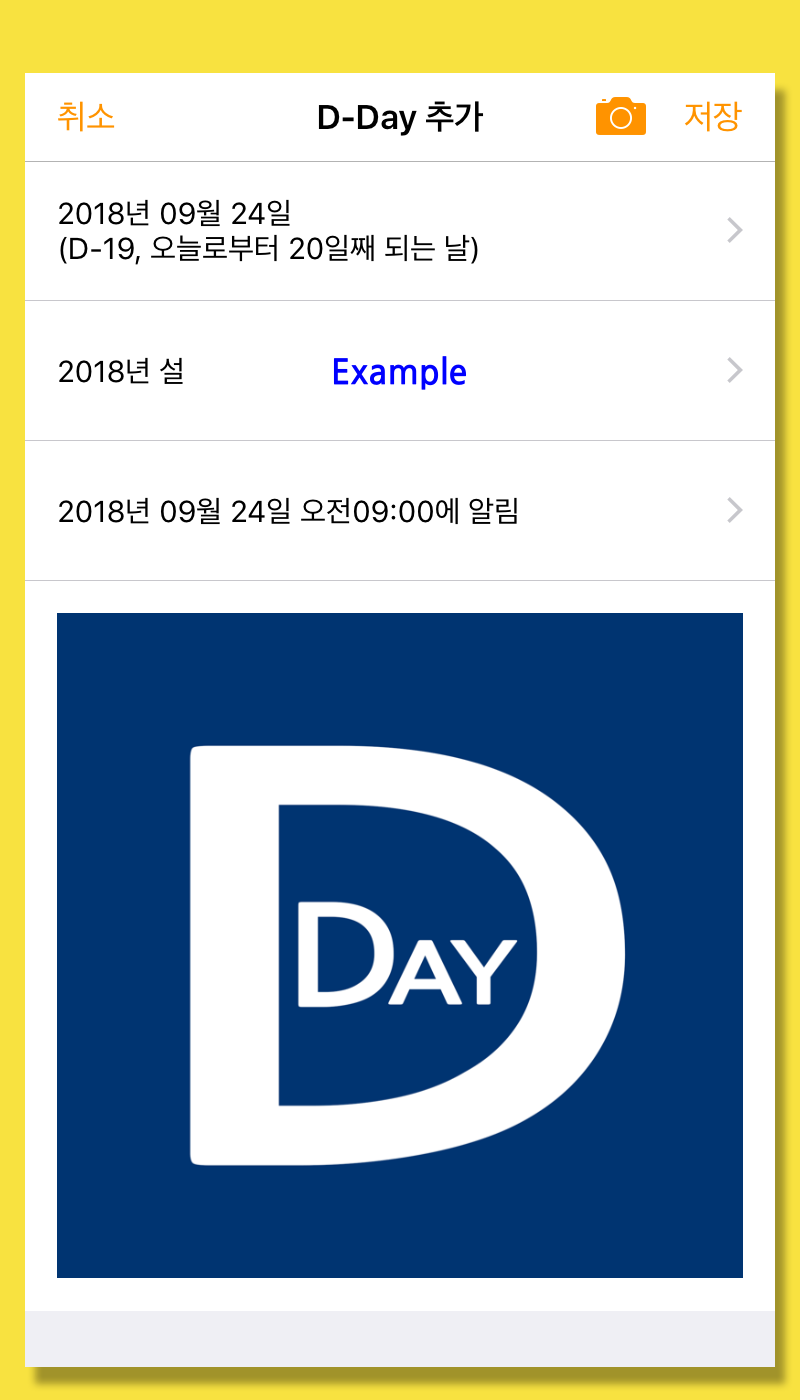 취소 D-Day 추가 저장
2018년 09월 24일
(D-19, 오늘로부터 20일째 되는 날)
2018년 설 Example
2018년 09월 24일 오전09:00에 알림
D
DAY